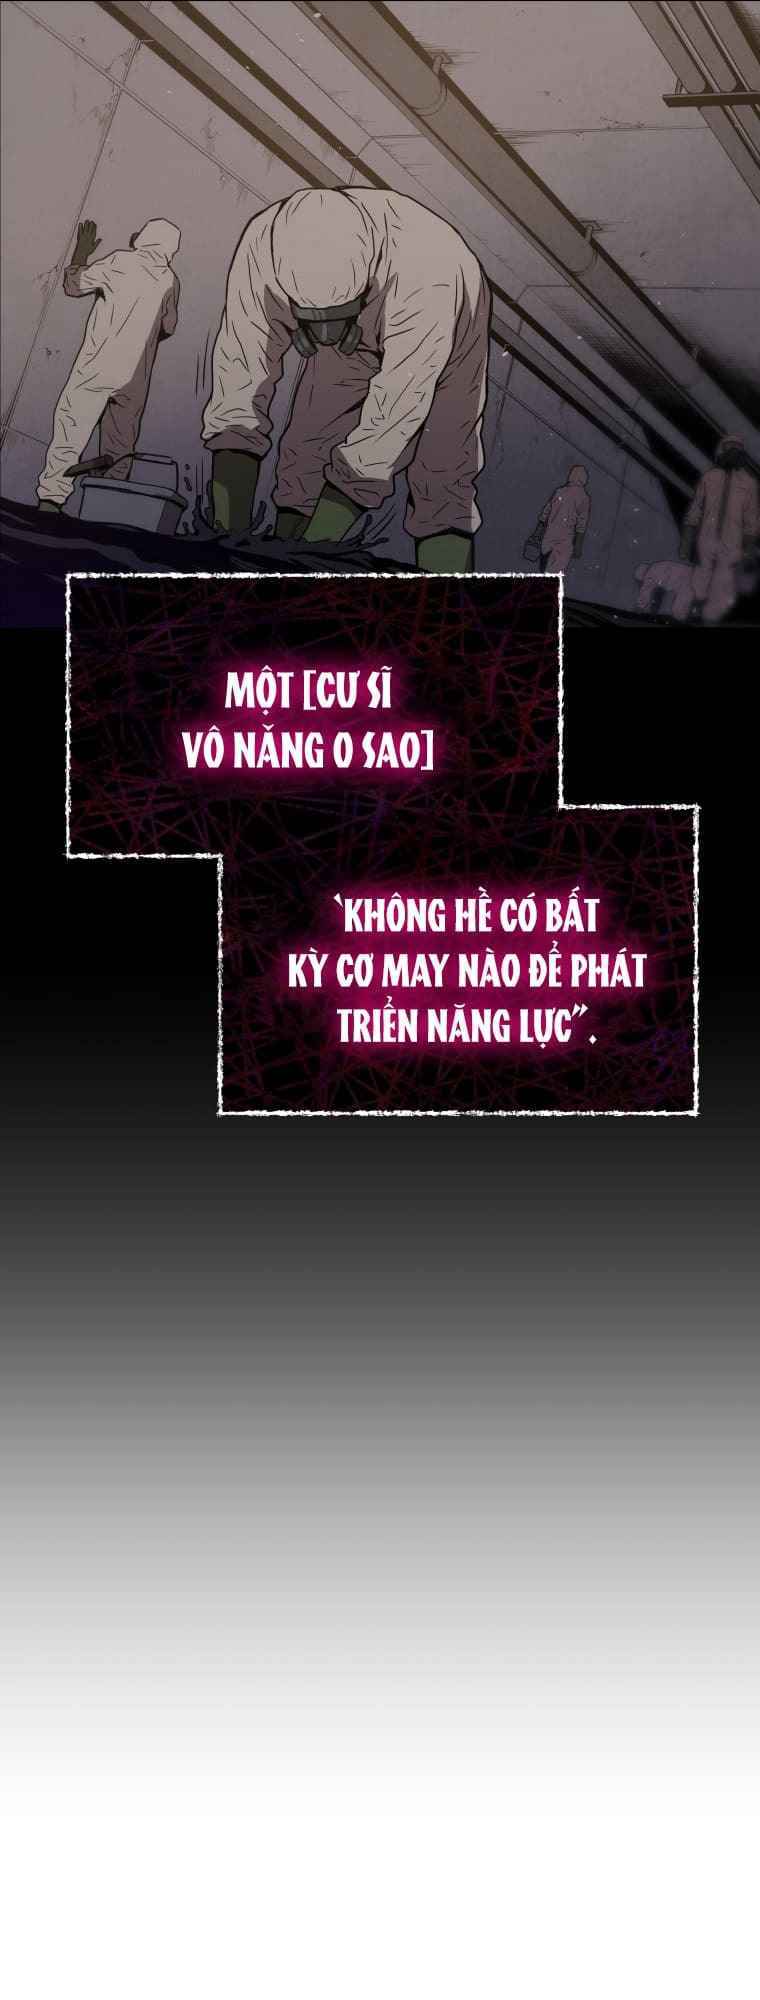 MỘT [CƯ SĨ
VÔ NĂNG 0 SAO]
‵KHÔNG HỀ CÓ BẤT
KỲ CƠ MAY NÀO ĐỂ PHÁT
TRIỂN NĂNG LỰC″.